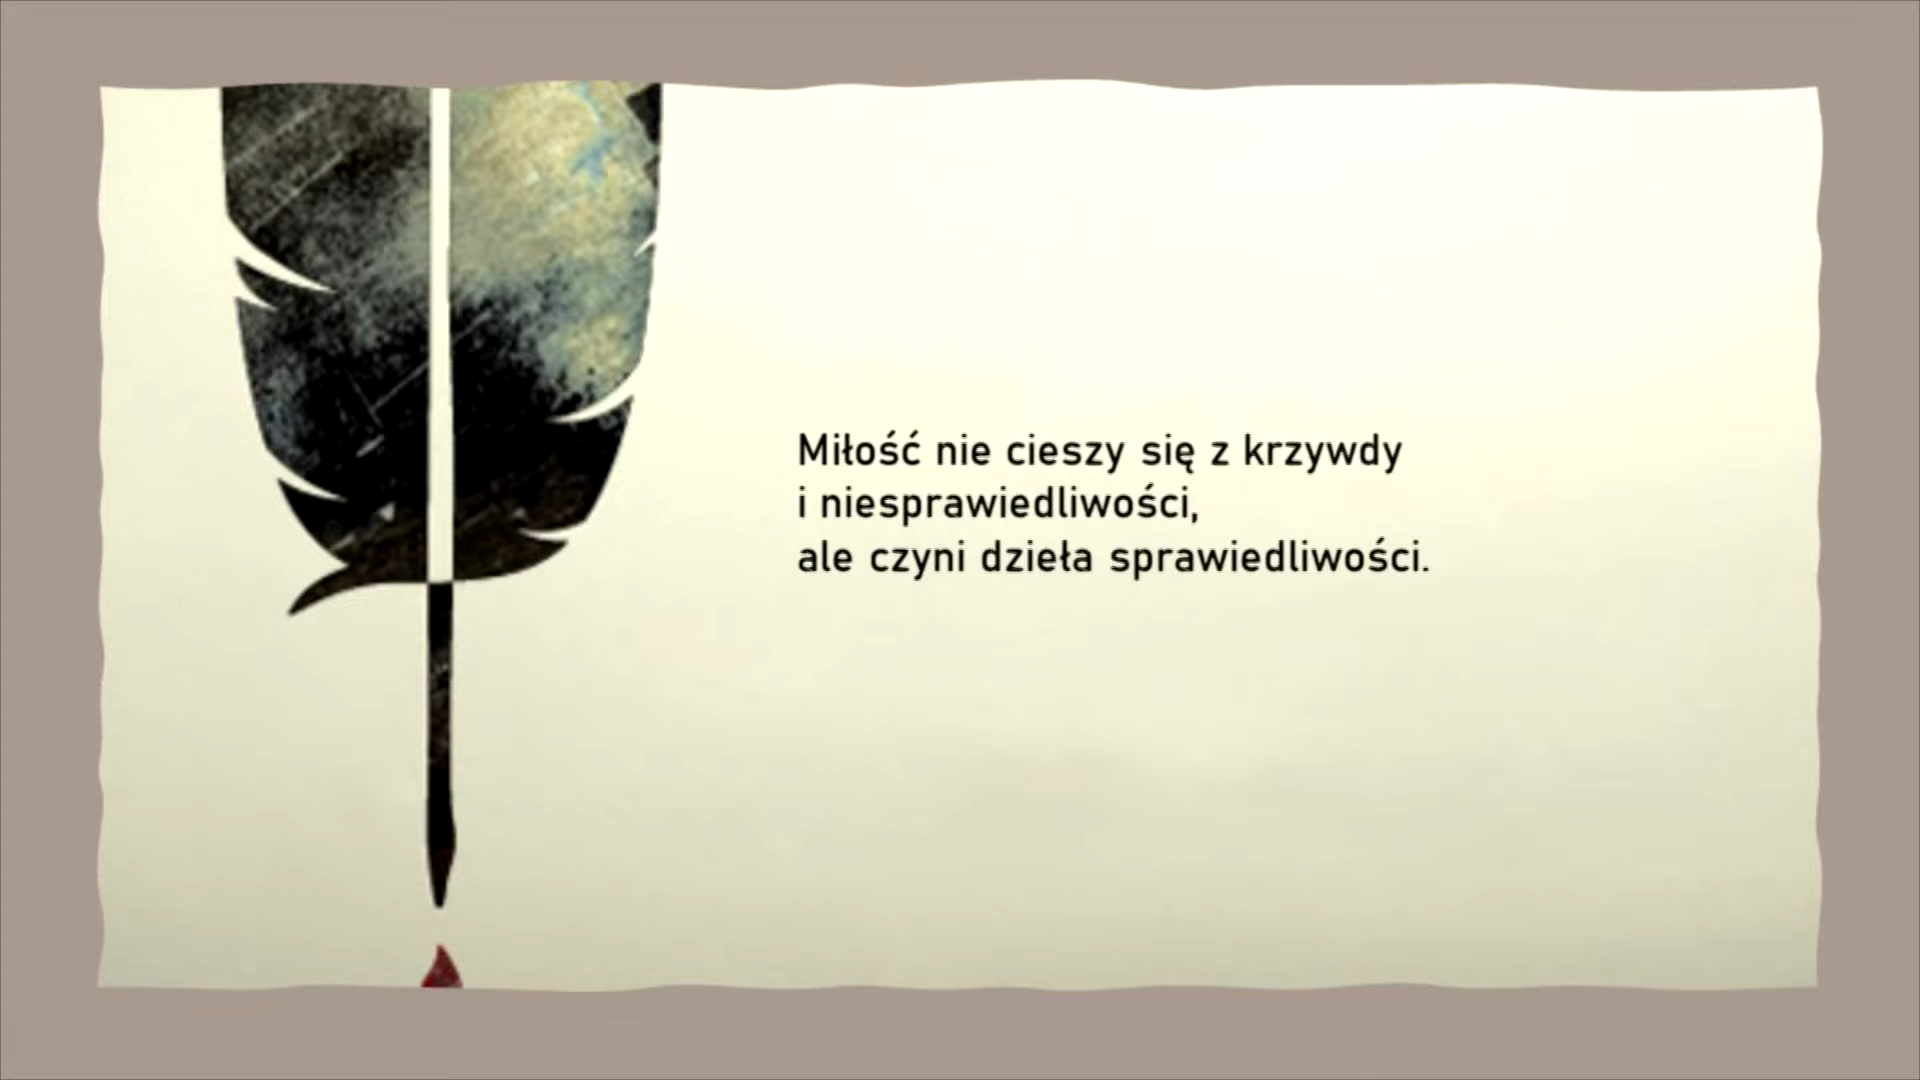 Miłość nie cieszy się z krzywdy
i niesprawiedliwości,
ale czyni dzieła sprawiedliwości.